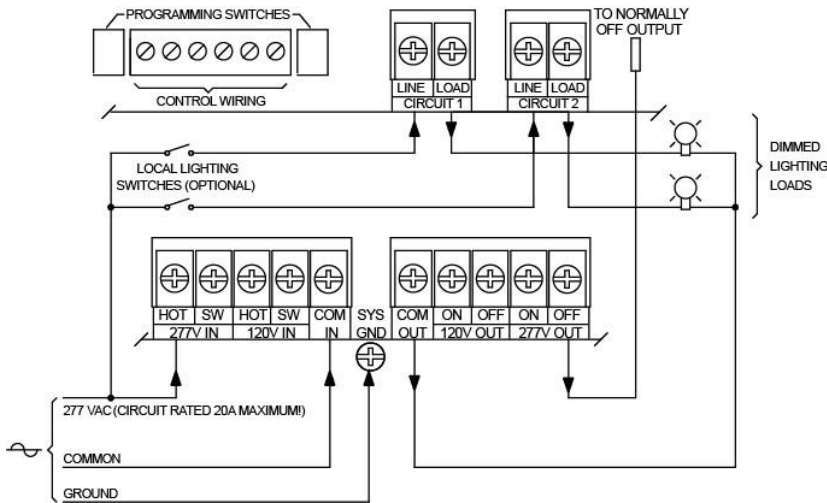 PROGRAMMING SWITCHES
CONTROL WIRING
LINE LOAD
CIRCUIT 1
LINE LOAD
CIRCUIT 2
TO NORMALLY
OFF OUTPUT
LOCAL LIGHTING
SWITCHES (OPTIONAL)
DIMMED
LIGHTING
LOADS
HOT SW HOT SW COM
277V IN 120V IN IN
SYS
GND
COM ON OFF ON OFF
OUT 120V OUT 277V OUT
277 VAC (CIRCUIT RATED 20A MAXIMUM!)
COMMON
GROUND